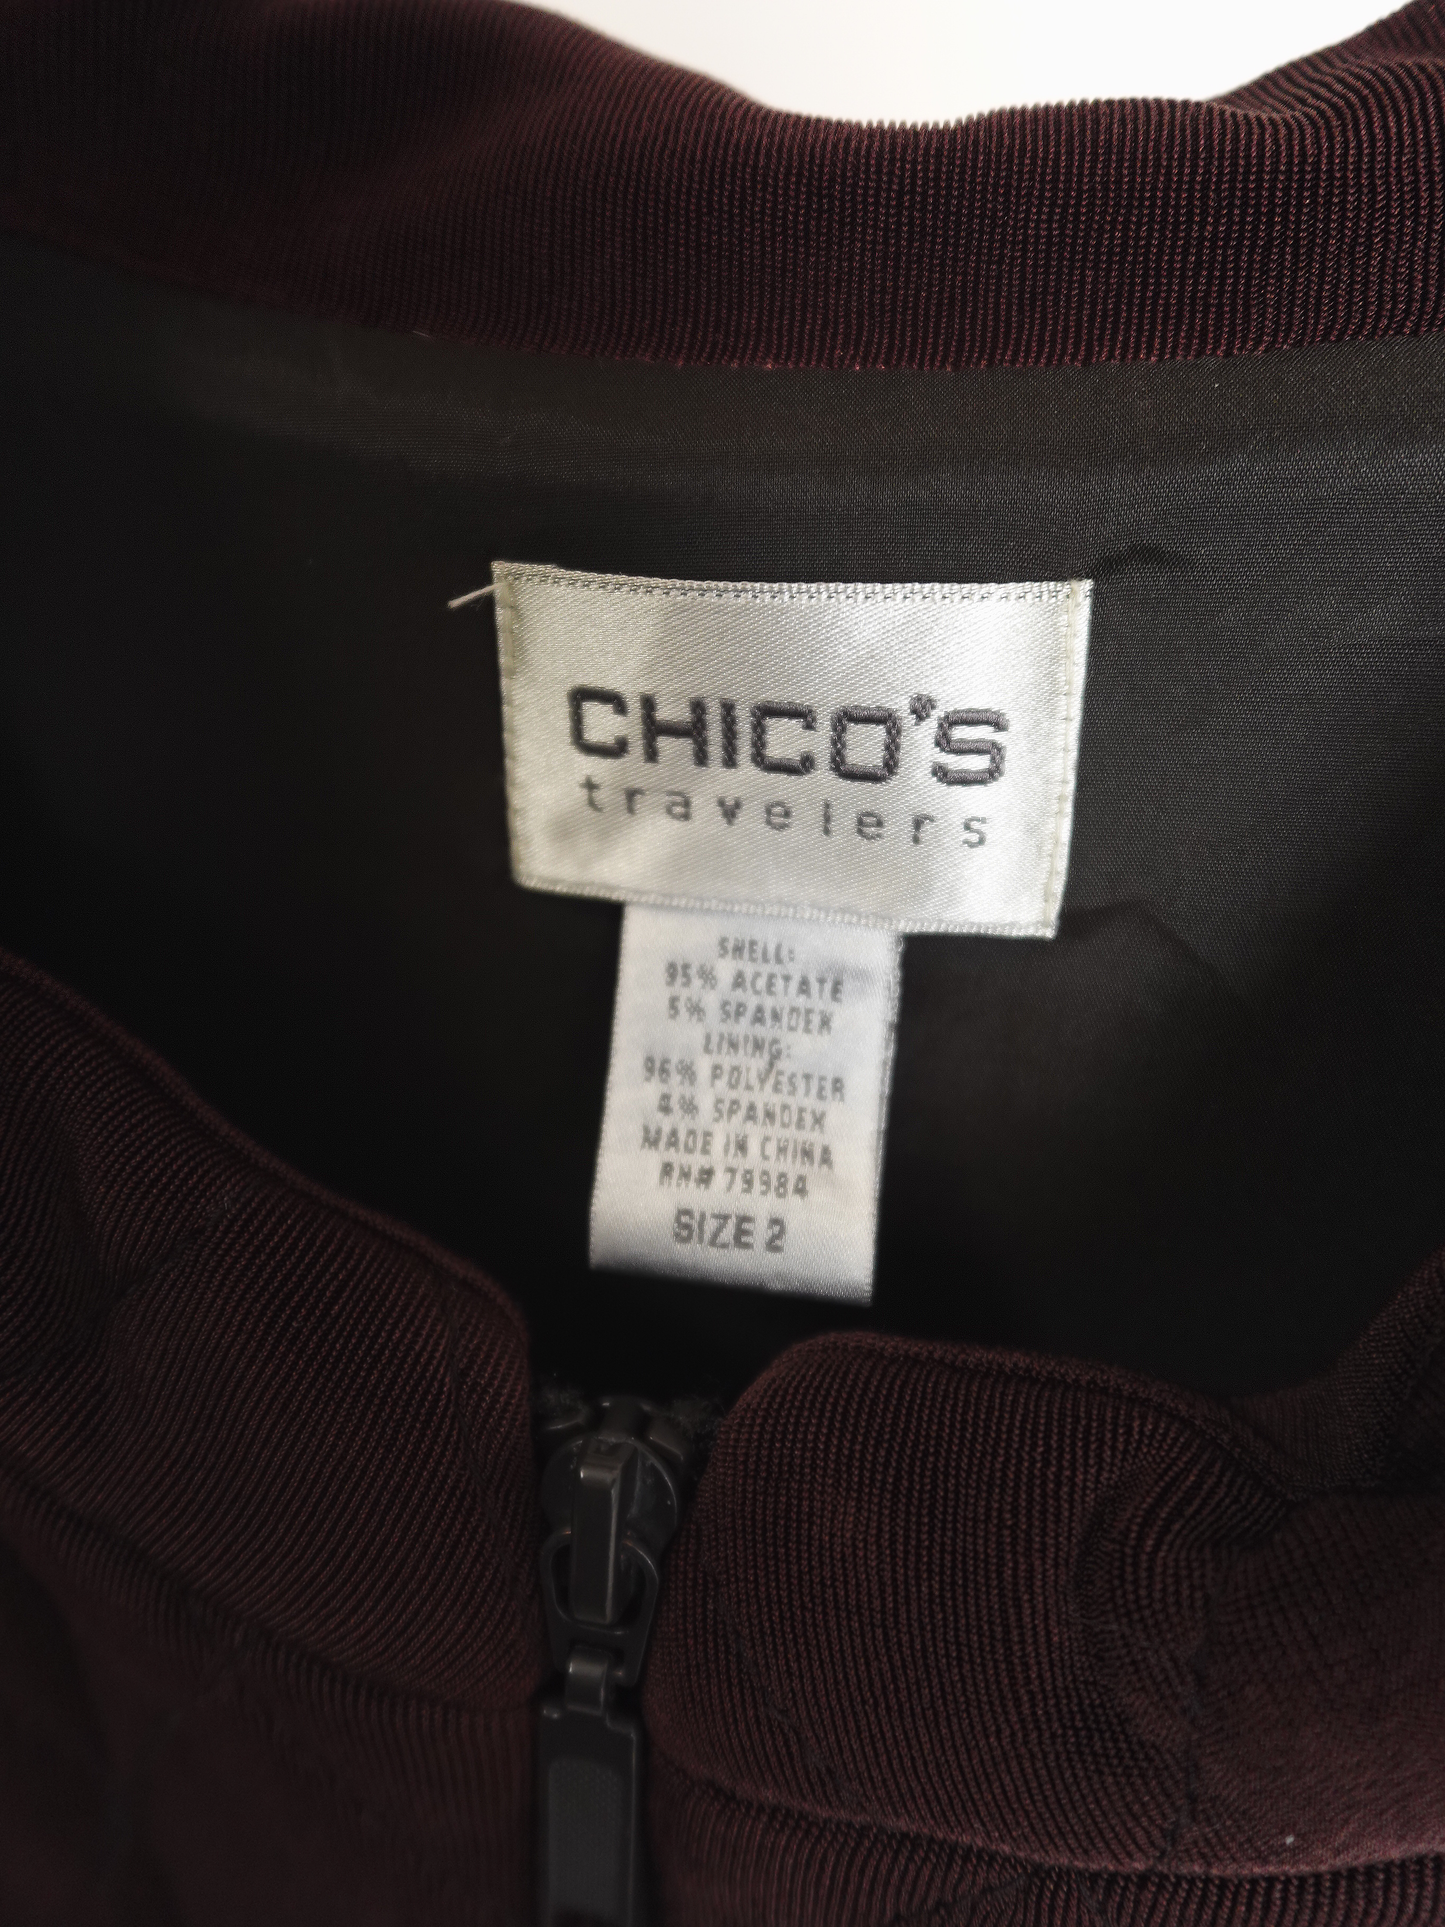 CHICO'S
travelers
SHELL:
95% ACETATE
5% SPANDEX
LINING:
96% POLYESTER
4% SPANDEX
MADE IN CHINA
RN# 79984
SIZE 2